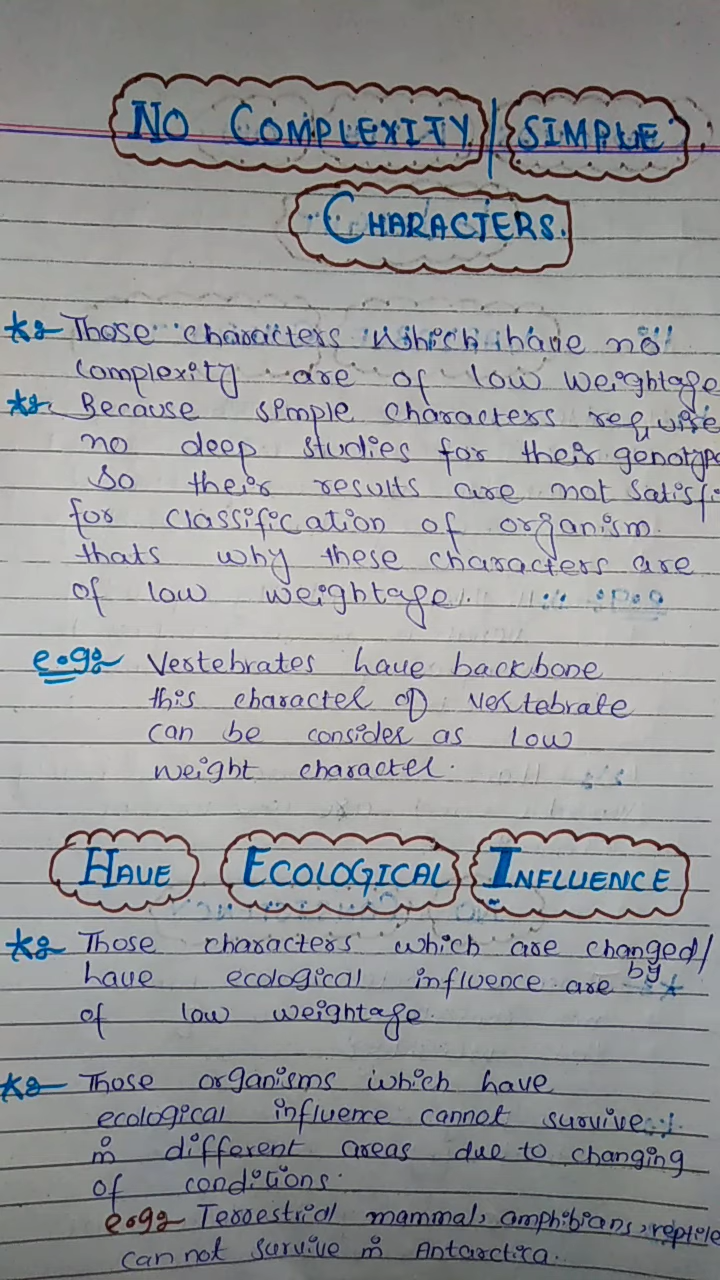 NO COMPLEXITY / SIMPLE
CHARACTERS.
*:- Those characters which have no
complexity are of low weightage
*:- Because simple characters require
no deep studies for their genotyp
so their results are not satisf
for classification of organism.
thats why these characters are
of low weightage.
e.g:- Vertebrates have backbone
this character of vertebrate
can be consider as low
weight character.
HAVE ECOLOGICAL INFLUENCE
*:- Those characters which are changed/
have ecological influence are by *
of low weightage
*:- Those organisms which have
ecological influence cannot survive
in different areas due to changing
of conditions.
e.g:- Terrestrial mammal, amphibians, reptile
can not survive in Antarctica.